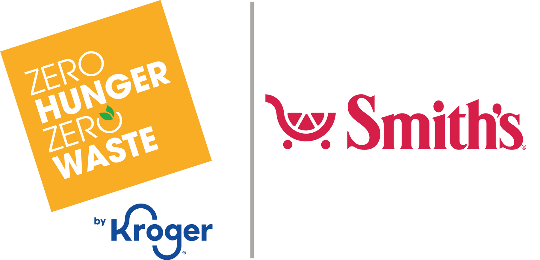 ZERO
HUNGER
ZERO
WASTE
by Kroger
Smith's